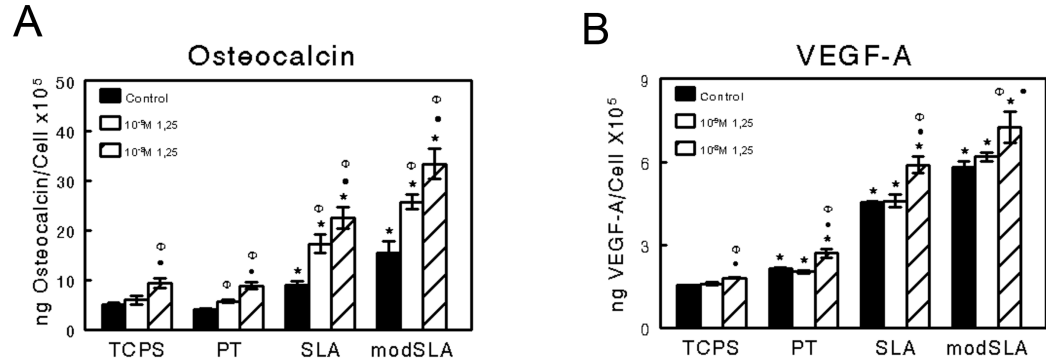 A
Osteocalcin
ng Osteocalcin/Cell x10⁵
50
40
30
20
10
0
Control
10⁻⁹M 1,25
10⁻⁸M 1,25
Φ
•
*
Φ
*
Φ
•
*
Φ
*
Φ
•
Φ
Φ
•
*
*
TCPS PT SLA modSLA
B
VEGF-A
ng VEGF-A/Cell X10⁵
9
6
3
0
Control
10⁻⁹M 1,25
10⁻⁸M 1,25
Φ •
*
* *
Φ
•
*
* *
Φ
•
*
* *
Φ
•
TCPS PT SLA modSLA